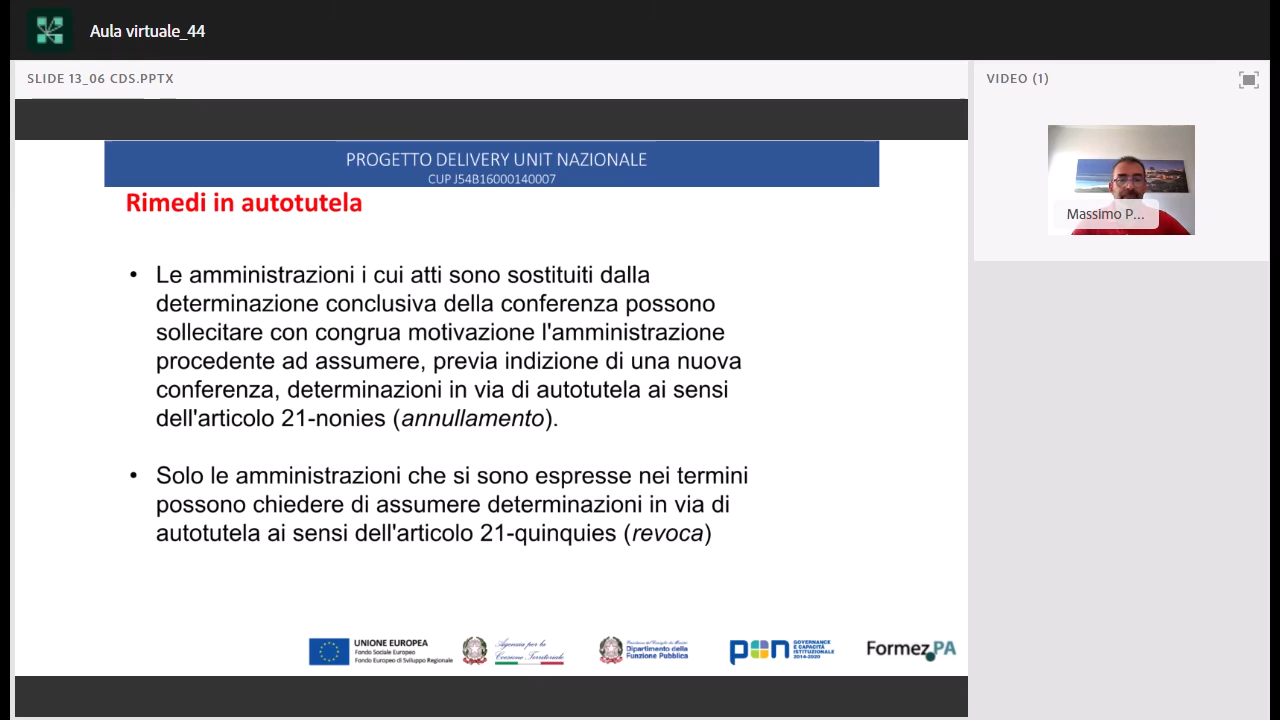 Aula virtuale_44
SLIDE 13_06 CDS.PPTX
VIDEO (1)
PROGETTO DELIVERY UNIT NAZIONALE
CUP J54B16000140007
Rimedi in autotutela
• Le amministrazioni i cui atti sono sostituiti dalla
determinazione conclusiva della conferenza possono
sollecitare con congrua motivazione l'amministrazione
procedente ad assumere, previa indizione di una nuova
conferenza, determinazioni in via di autotutela ai sensi
dell'articolo 21-nonies (annullamento).
• Solo le amministrazioni che si sono espresse nei termini
possono chiedere di assumere determinazioni in via di
autotutela ai sensi dell'articolo 21-quinquies (revoca)
Massimo P...
UNIONE EUROPEA
Fondo Sociale Europeo
Fondo Europeo di Sviluppo Regionale
Agenzia per la
Coesione Territoriale
Presidenza del Consiglio dei Ministri
Dipartimento della
Funzione Pubblica
pon
GOVERNANCE
E CAPACITÀ
ISTITUZIONALE
2014-2020
FormezPA